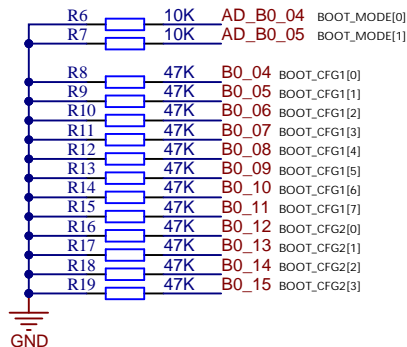 R6 10K AD_B0_04 BOOT_MODE[0]
R7 10K AD_B0_05 BOOT_MODE[1]
R8 47K B0_04 BOOT_CFG1[0]
R9 47K B0_05 BOOT_CFG1[1]
R10 47K B0_06 BOOT_CFG1[2]
R11 47K B0_07 BOOT_CFG1[3]
R12 47K B0_08 BOOT_CFG1[4]
R13 47K B0_09 BOOT_CFG1[5]
R14 47K B0_10 BOOT_CFG1[6]
R15 47K B0_11 BOOT_CFG1[7]
R16 47K B0_12 BOOT_CFG2[0]
R17 47K B0_13 BOOT_CFG2[1]
R18 47K B0_14 BOOT_CFG2[2]
R19 47K B0_15 BOOT_CFG2[3]
GND